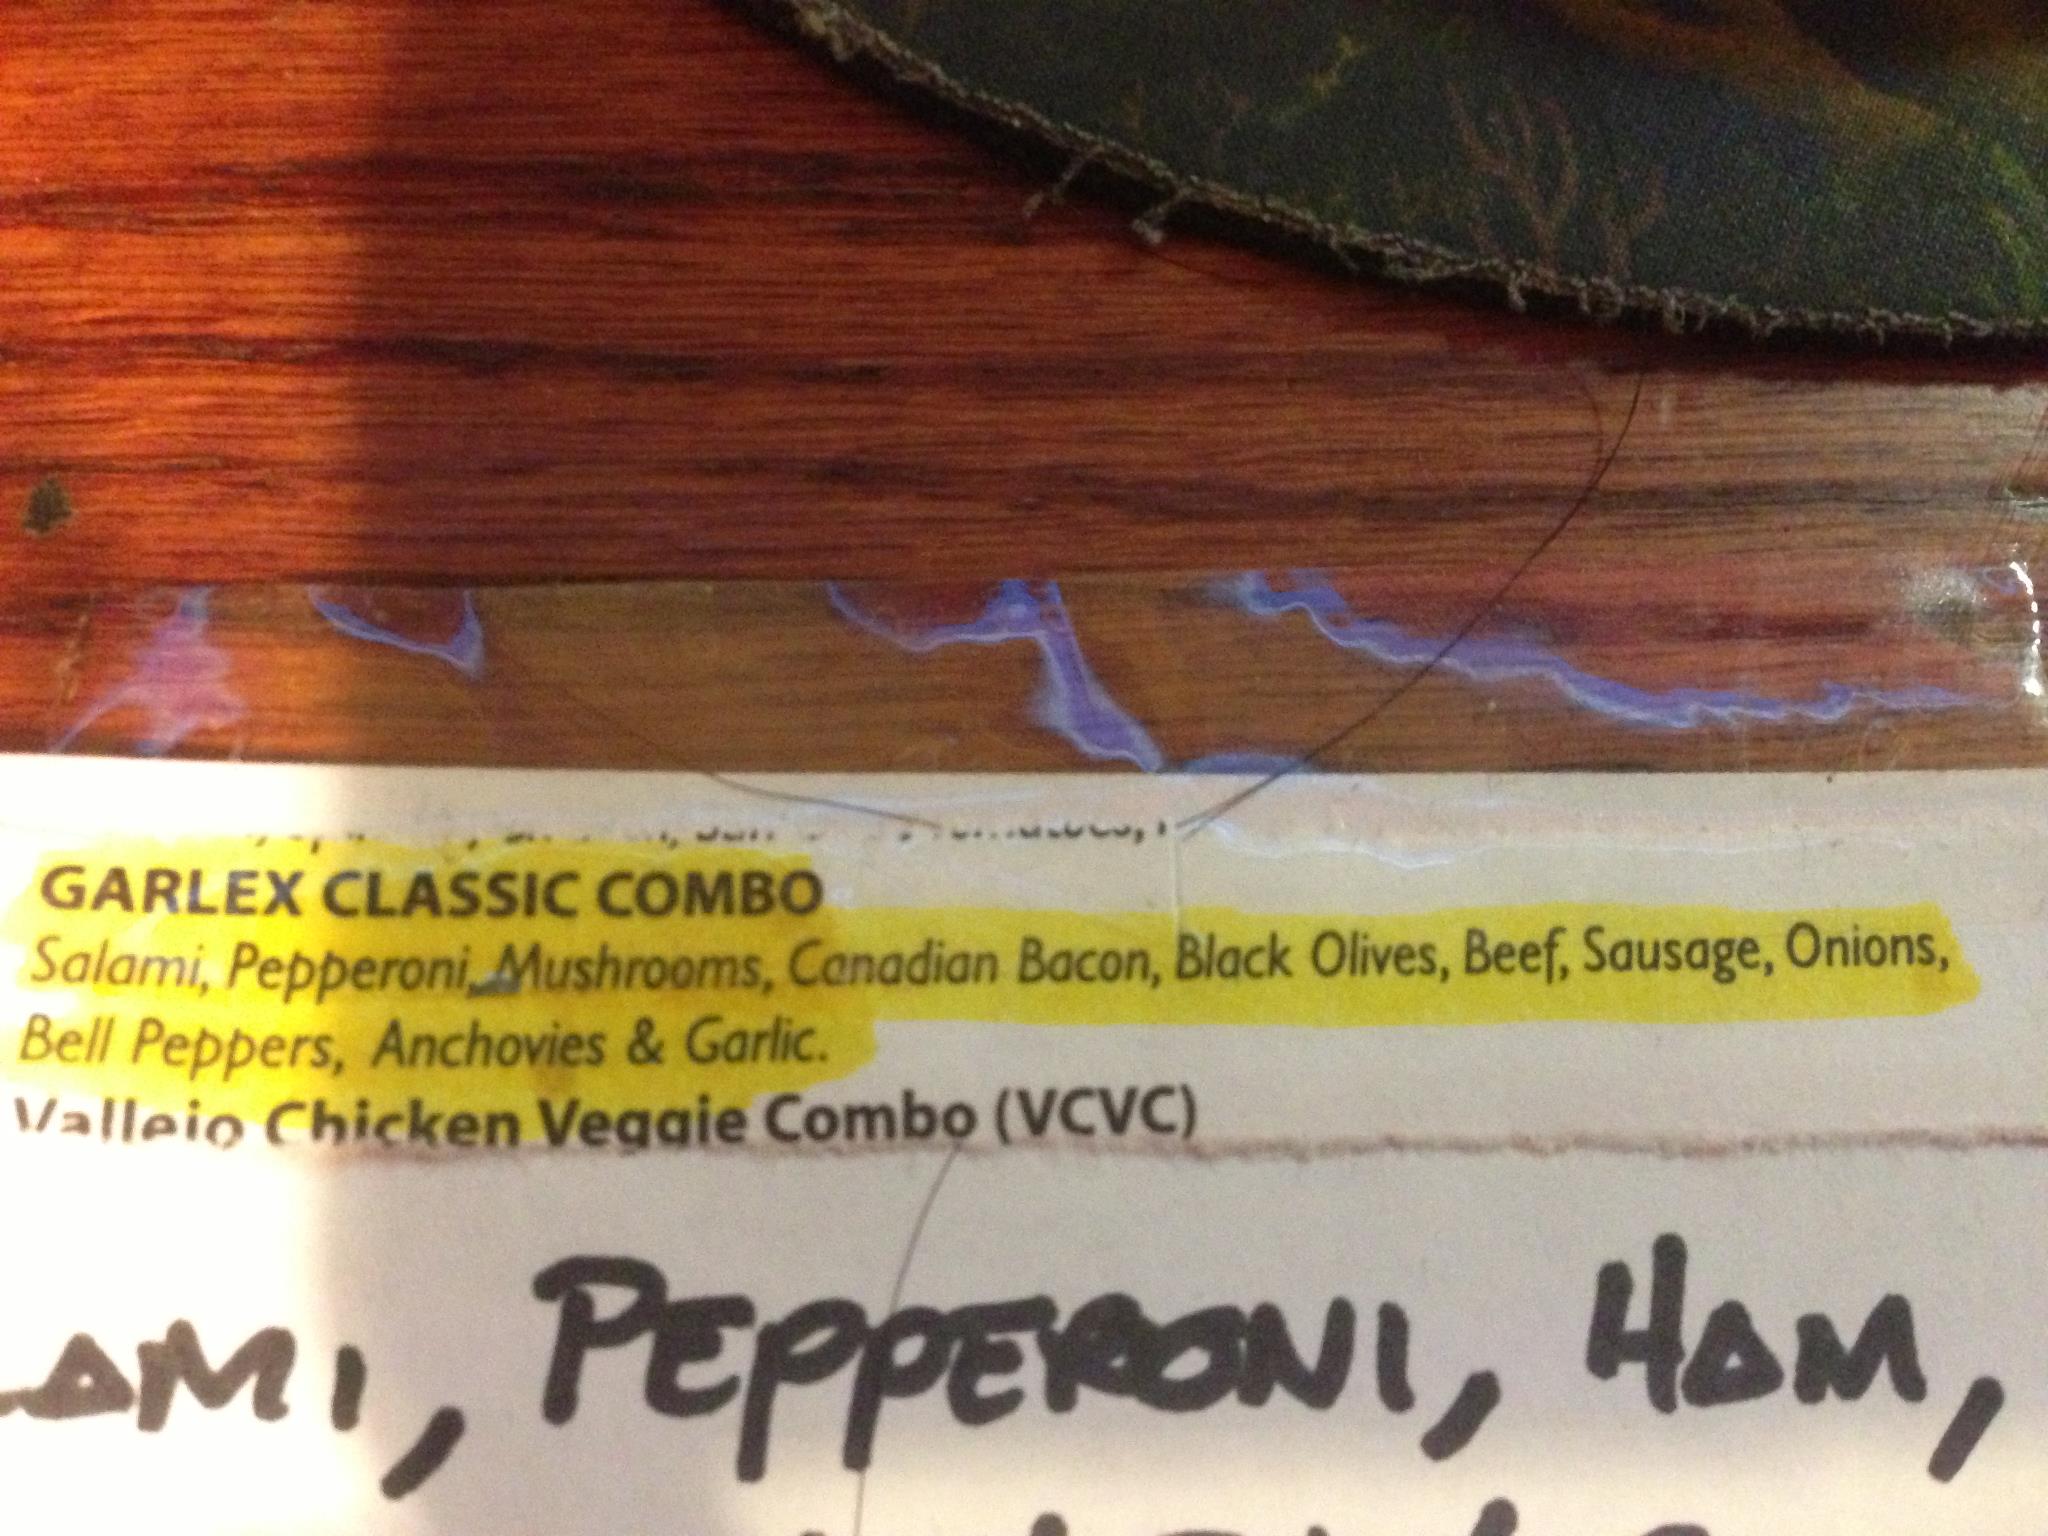 GARLEX CLASSIC COMBO
Salami, Pepperoni, Mushrooms, Canadian Bacon, Black Olives, Beef, Sausage, Onions,
Bell Peppers, Anchovies & Garlic.
Vallejo Chicken Veggie Combo (VCVC)
LAMI, PEPPERONI, HAM,